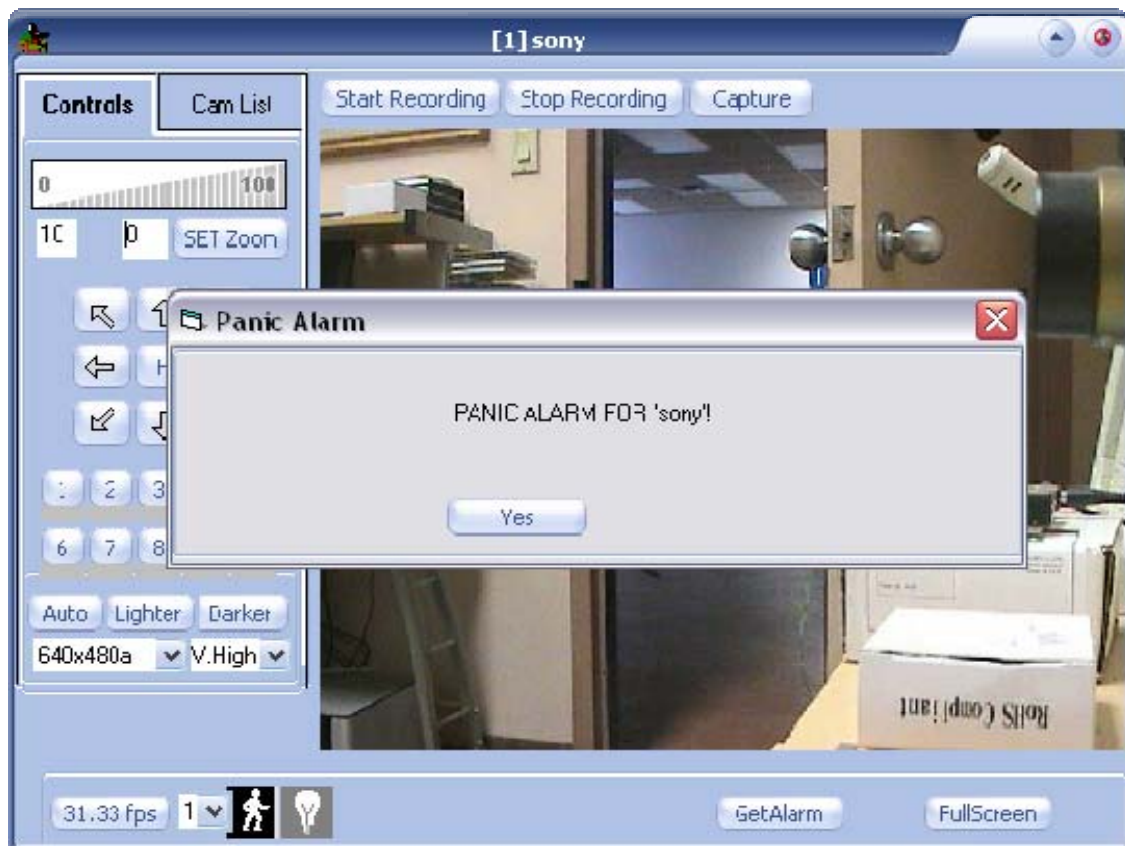 [1]sony
Controls
Cam List
Start Recording
Stop Recording
Capture
0
100
10
0
SET Zoom
Panic Alarm
H
PANIC ALARM FOR 'sony'!
Yes
1 2 3
6 7 8
Auto
Lighter
Darker
640x480a
V.High
RoHS Compliant
31.33 fps
1
GetAlarm
FullScreen